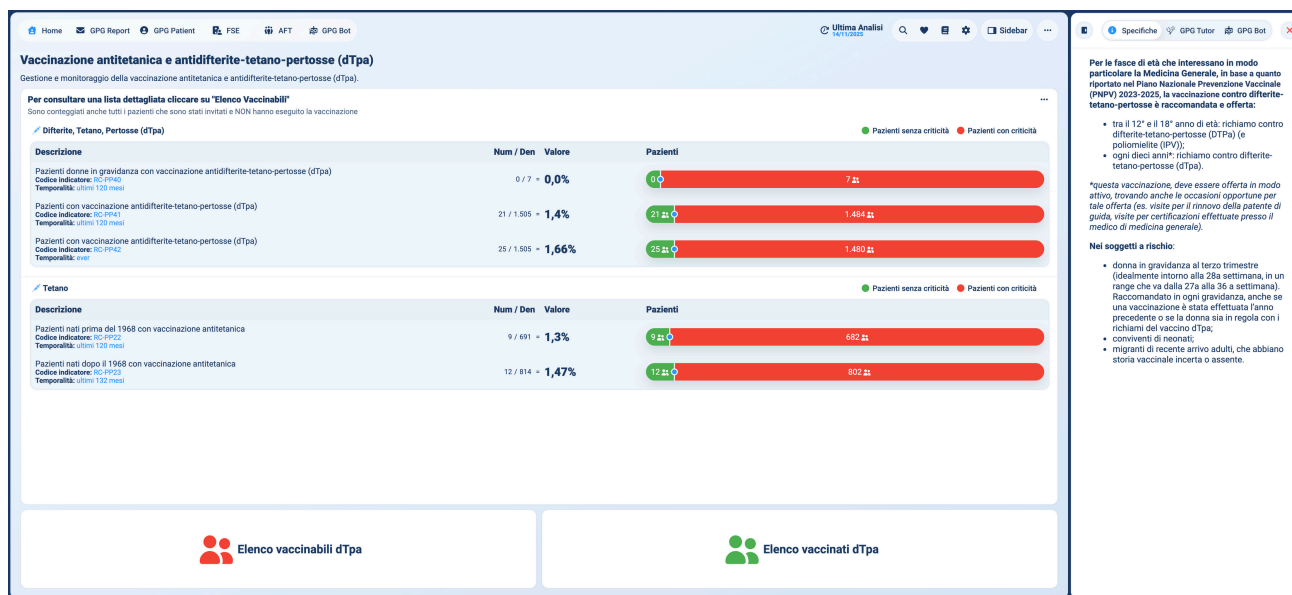 Home
GPG Report
GPG Patient
FSE
AFT
GPG Bot
Ultima Analisi
14/11/2025
Sidebar
Vaccinazione antitetanica e antidifterite-tetano-pertosse (dTpa)
Gestione e monitoraggio della vaccinazione antitetanica e antidifterite-tetano-pertosse (dTpa).
Per consultare una lista dettagliata cliccare su "Elenco Vaccinabili"
Sono conteggiati anche tutti i pazienti che sono stati invitati e NON hanno eseguito la vaccinazione
Difterite, Tetano, Pertosse (dTpa)
Pazienti senza criticità
Pazienti con criticità
Descrizione
Num / Den
Valore
Pazienti
Pazienti donne in gravidanza con vaccinazione antidifterite-tetano-pertosse (dTpa)
Codice indicatore: RC-PP40
Temporalità: ultimi 120 mesi
0 / 7 = 0,0%
0
7
Pazienti con vaccinazione antidifterite-tetano-pertosse (dTpa)
Codice indicatore: RC-PP41
Temporalità: ultimi 120 mesi
21 / 1.505 = 1,4%
21
1.484
Pazienti con vaccinazione antidifterite-tetano-pertosse (dTpa)
Codice indicatore: RC-PP42
Temporalità: ever
25 / 1.505 = 1,66%
25
1.480
Tetano
Pazienti senza criticità
Pazienti con criticità
Descrizione
Num / Den
Valore
Pazienti
Pazienti nati prima del 1968 con vaccinazione antitetanica
Codice indicatore: RC-PP22
Temporalità: ultimi 120 mesi
9 / 691 = 1,3%
9
682
Pazienti nati dopo il 1968 con vaccinazione antitetanica
Codice indicatore: RC-PP23
Temporalità: ultimi 132 mesi
12 / 814 = 1,47%
12
802
Elenco vaccinabili dTpa
Elenco vaccinati dTpa
Specifiche
GPG Tutor
GPG Bot
Per le fasce di età che interessano in modo
particolare la Medicina Generale, in base a quanto
riportato nel Piano Nazionale Prevenzione Vaccinale
(PNPV) 2023-2025, la vaccinazione contro difterite-
tetano-pertosse è raccomandata e offerta:
• tra il 12° e il 18° anno di età: richiamo contro
difterite-tetano-pertosse (DTPa) (e
poliomielite (IPV));
• ogni dieci anni*: richiamo contro difterite-
tetano-pertosse (dTpa).
*questa vaccinazione, deve essere offerta in modo
attivo, trovando anche le occasioni opportune per
tale offerta (es. visite per il rinnovo della patente di
guida, visite per certificazioni effettuate presso il
medico di medicina generale).
Nei soggetti a rischio:
• donna in gravidanza al terzo trimestre
(idealmente intorno alla 28a settimana, in un
range che va dalla 27a alla 36 a settimana).
Raccomandato in ogni gravidanza, anche se
una vaccinazione è stata effettuata l'anno
precedente o se la donna sia in regola con i
richiami del vaccino dTpa;
• conviventi di neonati;
• migranti di recente arrivo adulti, che abbiano
storia vaccinale incerta o assente.